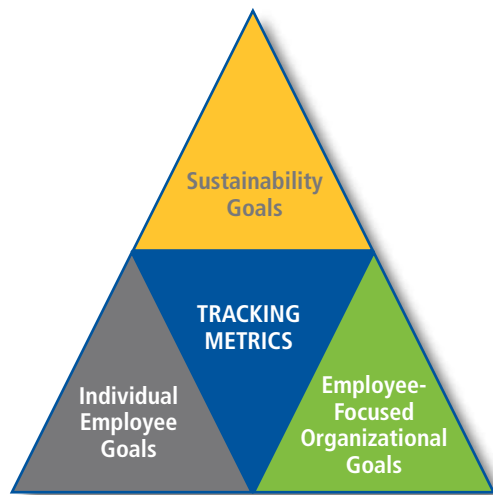 Sustainability
Goals
TRACKING
METRICS
Individual
Employee
Goals
Employee-
Focused
Organizational
Goals